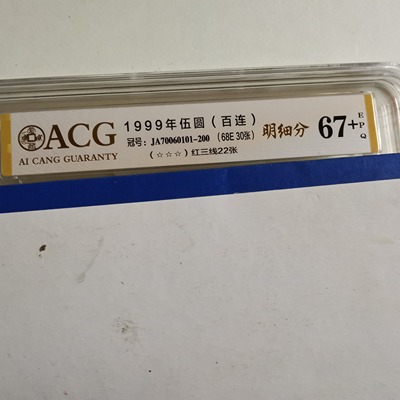 ACG
AI CANG GUARANTY
1999年伍圆（百连）
冠号：JA70060101-200（68E 30张）
（☆☆☆）红三线22张
明细分
67+
EPQ